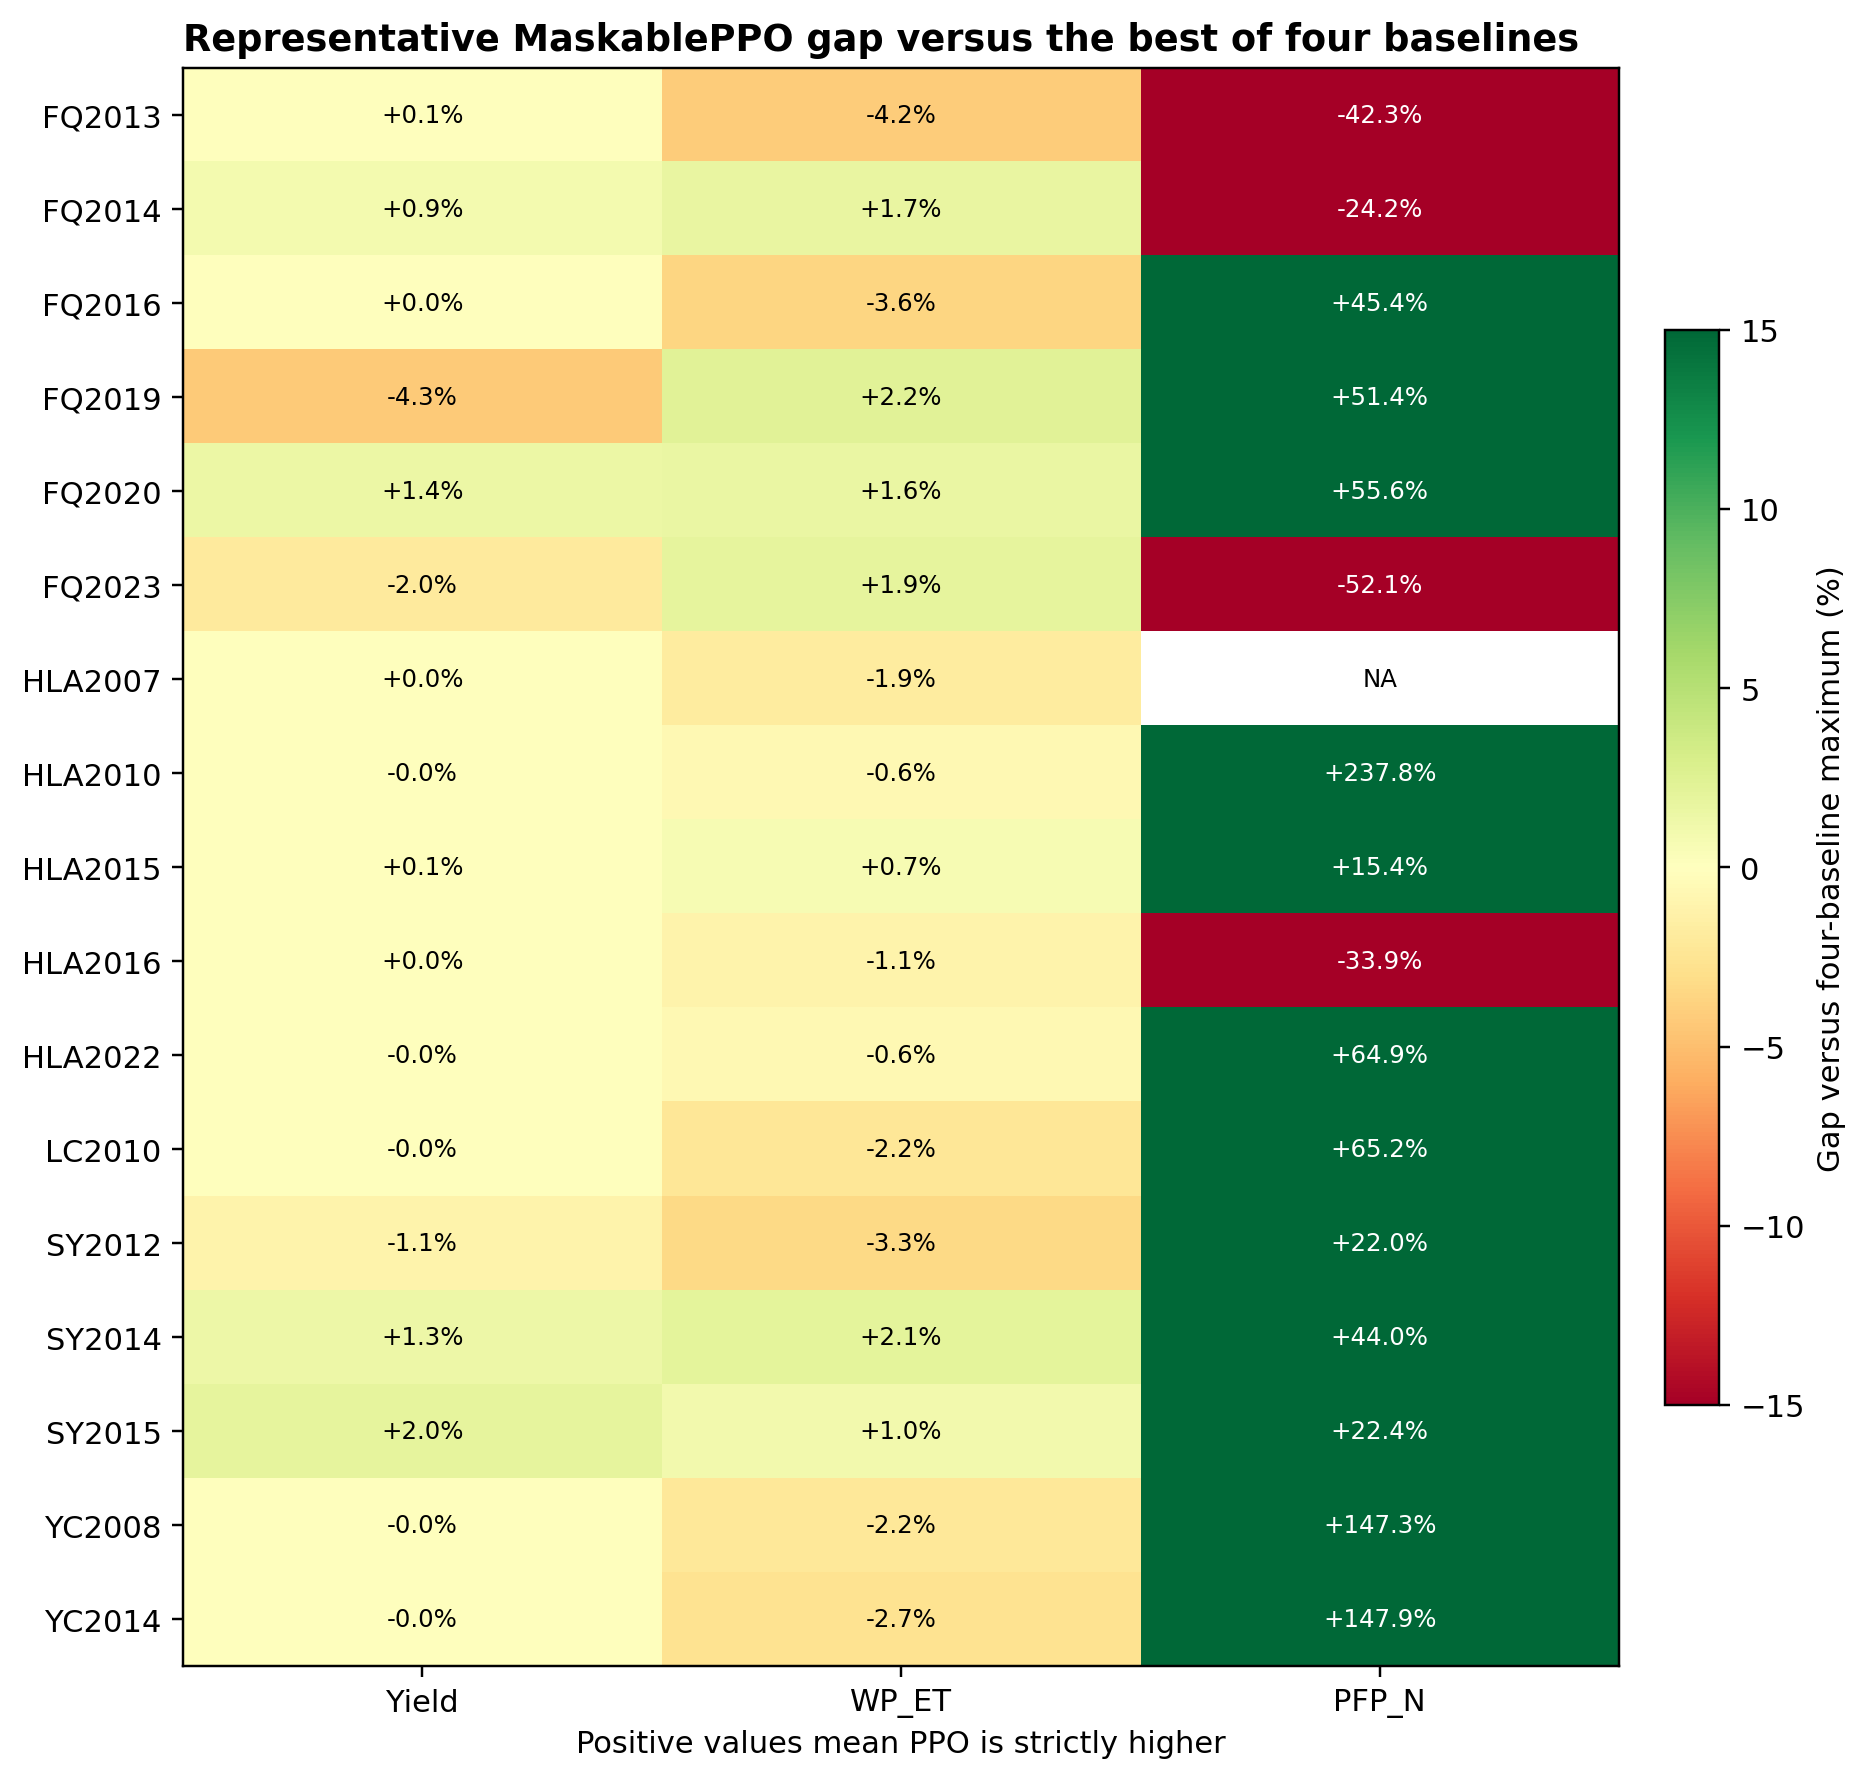 Representative MaskablePPO gap versus the best of four baselines
FQ2013 +0.1% -4.2% -42.3%
FQ2014 +0.9% +1.7% -24.2%
FQ2016 +0.0% -3.6% +45.4%
FQ2019 -4.3% +2.2% +51.4%
FQ2020 +1.4% +1.6% +55.6%
FQ2023 -2.0% +1.9% -52.1%
HLA2007 +0.0% -1.9% NA
HLA2010 -0.0% -0.6% +237.8%
HLA2015 +0.1% +0.7% +15.4%
HLA2016 +0.0% -1.1% -33.9%
HLA2022 -0.0% -0.6% +64.9%
LC2010 -0.0% -2.2% +65.2%
SY2012 -1.1% -3.3% +22.0%
SY2014 +1.3% +2.1% +44.0%
SY2015 +2.0% +1.0% +22.4%
YC2008 -0.0% -2.2% +147.3%
YC2014 -0.0% -2.7% +147.9%
Yield WP_ET PFP_N
Positive values mean PPO is strictly higher
15
10
5
0
−5
−10
−15
Gap versus four-baseline maximum (%)